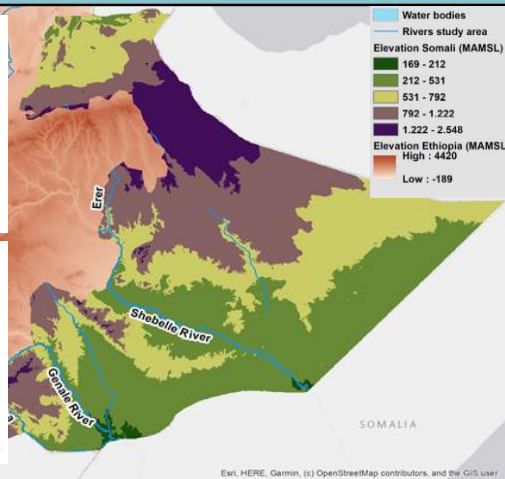 Water bodies
Rivers study area
Elevation Somali (MAMSL)
169 - 212
212 - 531
531 - 792
792 - 1.222
1.222 - 2.548
Elevation Ethiopia (MAMSL
High : 4420
Low : -189
Erer
Shebelle River
Genale River
a
SOMALIA
Esri, HERE, Garmin, (c) OpenStreetMap contributors, and the GIS user